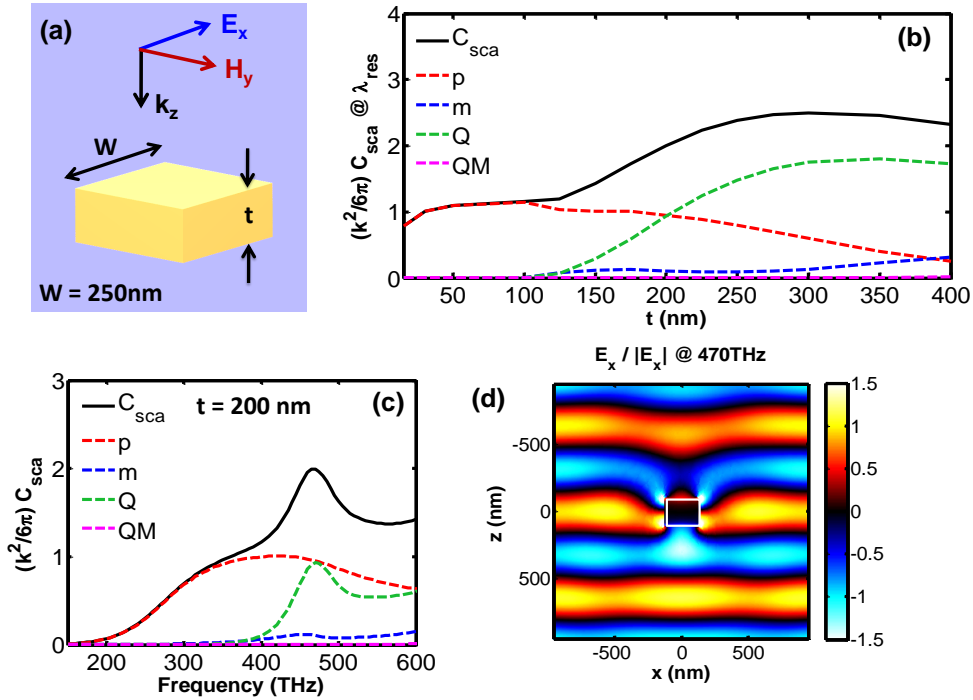 (a)
E_x
H_y
k_z
W
t
W = 250nm
(b)
C_sca
p
m
Q
QM
(k²/6π) C_sca @ λ_res
4
3
2
1
0
50 100 150 200 250 300 350 400
t (nm)
(c)
t = 200 nm
C_sca
p
m
Q
QM
(k²/6π) C_sca
3
2
1
0
200 300 400 500 600
Frequency (THz)
E_x / |E_x| @ 470THz
(d)
-500
0
500
z (nm)
-500 0 500
x (nm)
1.5
1
0.5
0
-0.5
-1
-1.5